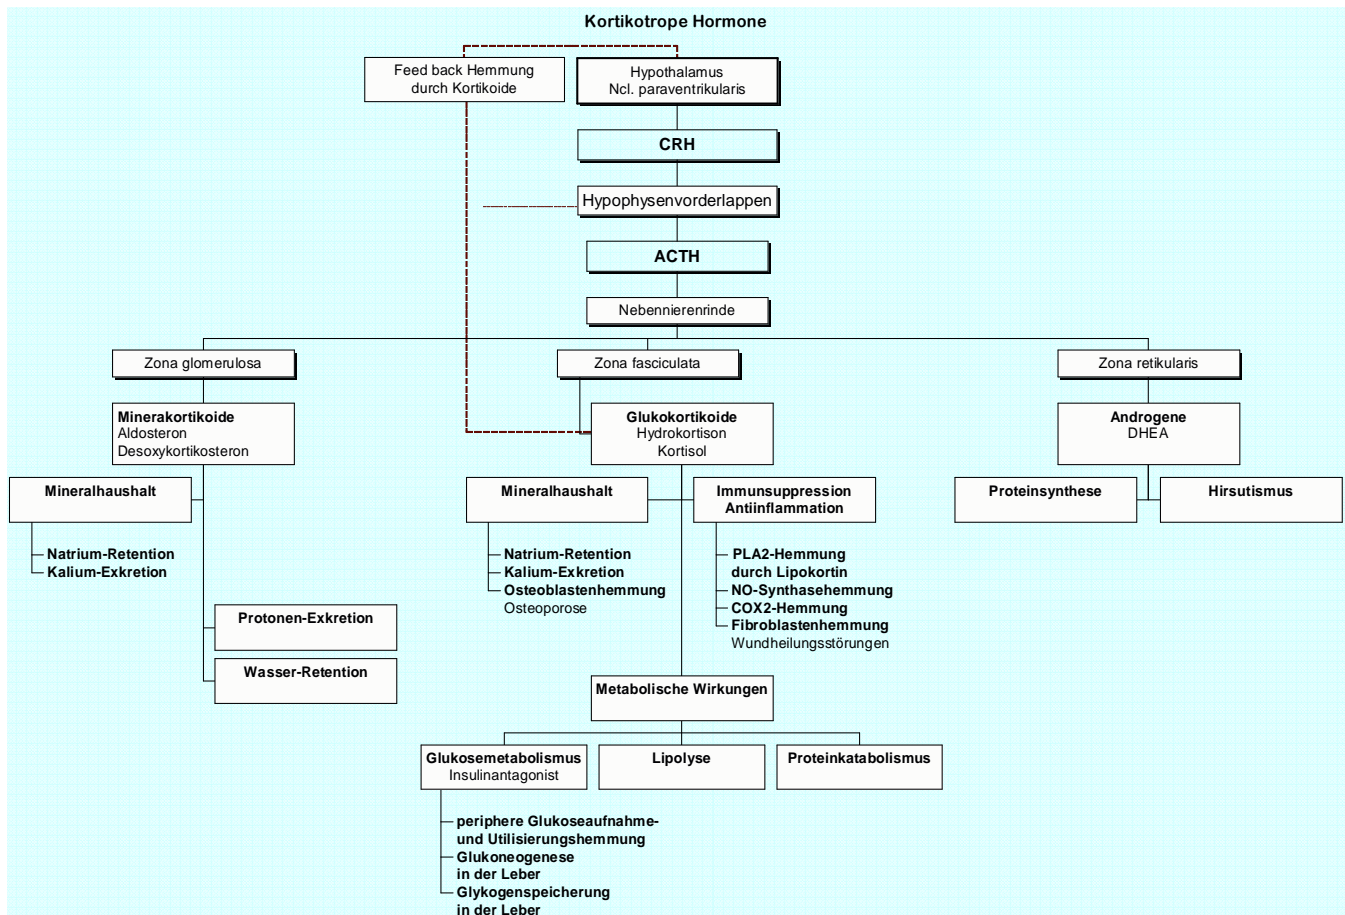 Kortikotrope Hormone
Feed back Hemmung
durch Kortikoide
Hypothalamus
Ncl. paraventrikularis
CRH
Hypophysenvorderlappen
ACTH
Nebennierenrinde
Zona glomerulosa
Zona fasciculata
Zona retikularis
Minerakortikoide
Aldosteron
Desoxykortikosteron
Glukokortikoide
Hydrokortison
Kortisol
Androgene
DHEA
Mineralhaushalt
Natrium-Retention
Kalium-Exkretion
Protonen-Exkretion
Wasser-Retention
Mineralhaushalt
Natrium-Retention
Kalium-Exkretion
Osteoblastenhemmung
Osteoporose
Immunsuppression
Antiinflammation
PLA2-Hemmung
durch Lipokortin
NO-Synthasehemmung
COX2-Hemmung
Fibroblastenhemmung
Wundheilungsstörungen
Proteinsynthese
Hirsutismus
Metabolische Wirkungen
Glukosemetabolismus
Insulinantagonist
Lipolyse
Proteinkatabolismus
periphere Glukoseaufnahme-
und Utilisierungshemmung
Glukoneogenese
in der Leber
Glykogenspeicherung
in der Leber